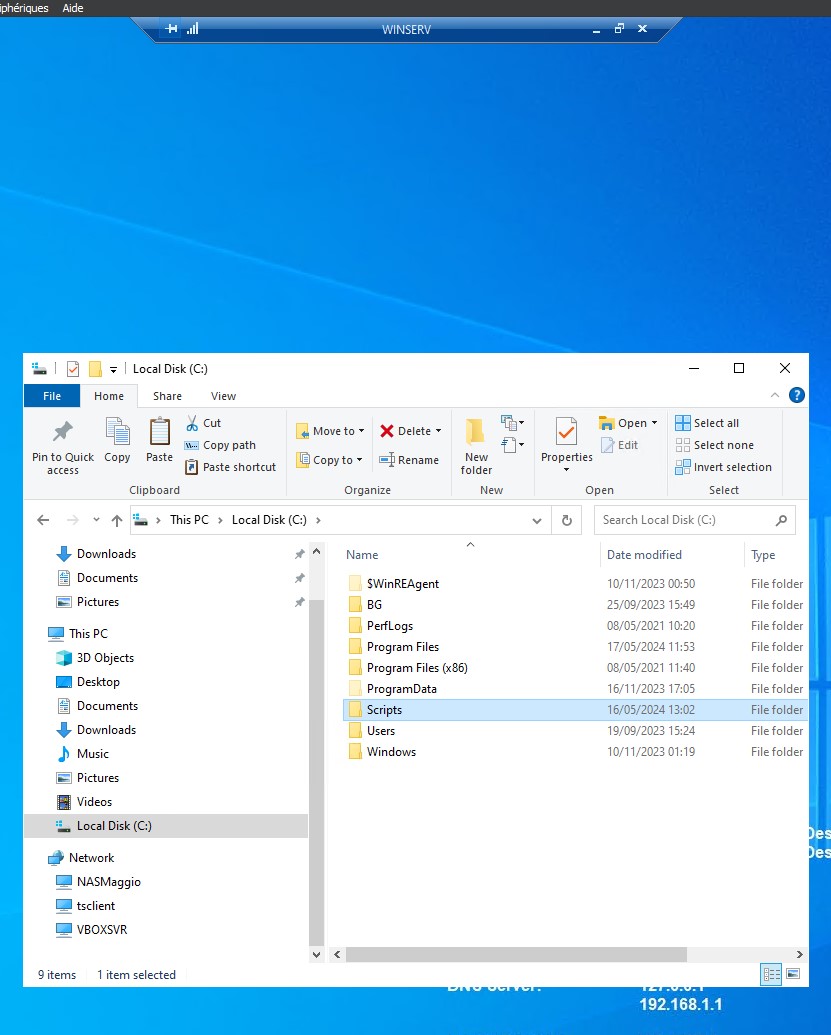 iphériques Aide
WINSERV
Local Disk (C:)
File Home Share View
Pin to Quick access
Copy
Paste
Cut
Copy path
Paste shortcut
Clipboard
Move to
Copy to
Delete
Rename
Organize
New folder
New
Properties
Open
Edit
Open
Select all
Select none
Invert selection
Select
This PC > Local Disk (C:) >
Search Local Disk (C:)
Downloads
Documents
Pictures
This PC
3D Objects
Desktop
Documents
Downloads
Music
Pictures
Videos
Local Disk (C:)
Network
NASMaggio
tsclient
VBOXSVR
Name Date modified Type
$WinREAgent 10/11/2023 00:50 File folder
BG 25/09/2023 15:49 File folder
PerfLogs 08/05/2021 10:20 File folder
Program Files 17/05/2024 11:53 File folder
Program Files (x86) 08/05/2021 11:40 File folder
ProgramData 16/11/2023 17:05 File folder
Scripts 16/05/2024 13:02 File folder
Users 19/09/2023 15:24 File folder
Windows 10/11/2023 01:19 File folder
Des
Des
9 items 1 item selected
192.168.1.1